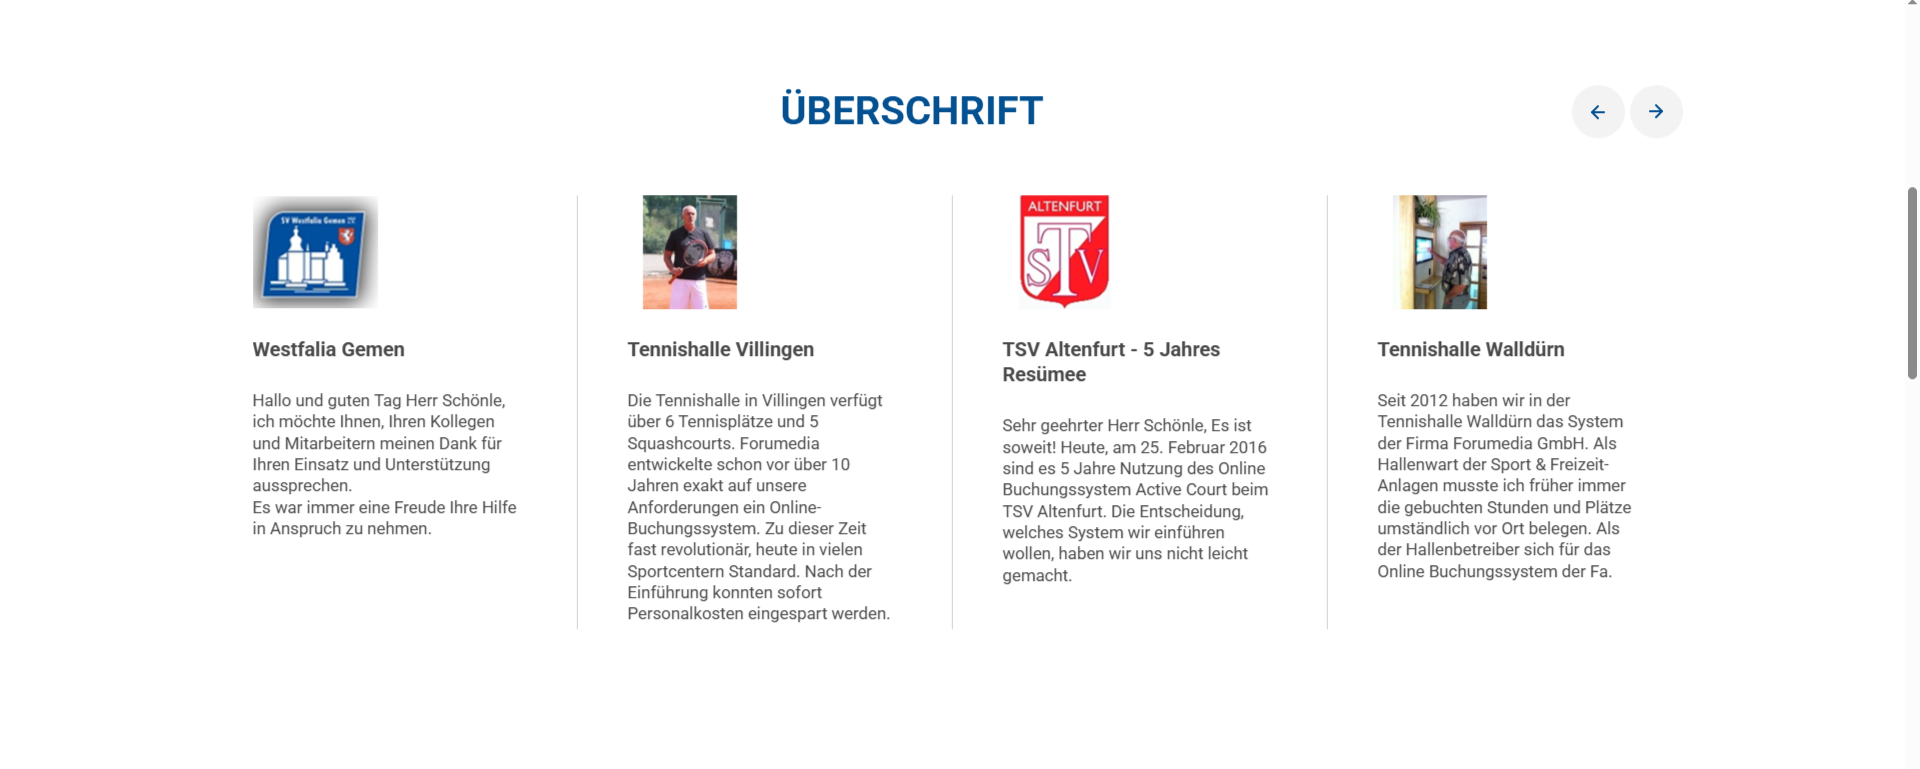 ÜBERSCHRIFT
SV Westfalia Gemen
ALTENFURT
TSV
Westfalia Gemen
Hallo und guten Tag Herr Schönle,
ich möchte Ihnen, Ihren Kollegen
und Mitarbeitern meinen Dank für
Ihren Einsatz und Unterstützung
aussprechen.
Es war immer eine Freude Ihre Hilfe
in Anspruch zu nehmen.
Tennishalle Villingen
Die Tennishalle in Villingen verfügt
über 6 Tennisplätze und 5
Squashcourts. Forumedia
entwickelte schon vor über 10
Jahren exakt auf unsere
Anforderungen ein Online-
Buchungssystem. Zu dieser Zeit
fast revolutionär, heute in vielen
Sportcentern Standard. Nach der
Einführung konnten sofort
Personalkosten eingespart werden.
TSV Altenfurt - 5 Jahres
Resümee
Sehr geehrter Herr Schönle, Es ist
soweit! Heute, am 25. Februar 2016
sind es 5 Jahre Nutzung des Online
Buchungssystem Active Court beim
TSV Altenfurt. Die Entscheidung,
welches System wir einführen
wollen, haben wir uns nicht leicht
gemacht.
Tennishalle Walldürn
Seit 2012 haben wir in der
Tennishalle Walldürn das System
der Firma Forumedia GmbH. Als
Hallenwart der Sport & Freizeit-
Anlagen musste ich früher immer
die gebuchten Stunden und Plätze
umständlich vor Ort belegen. Als
der Hallenbetreiber sich für das
Online Buchungssystem der Fa.